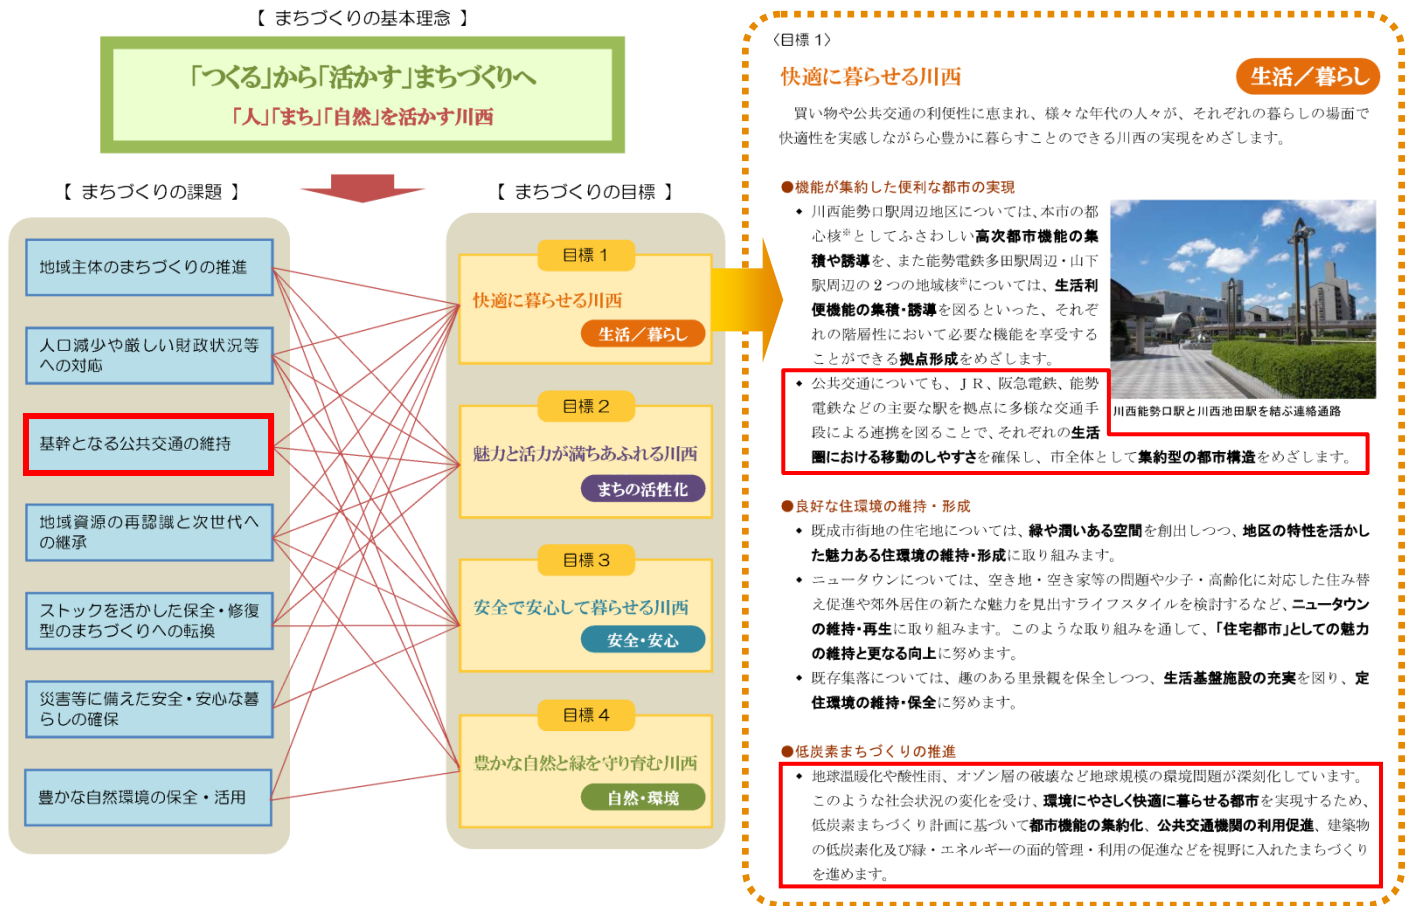 【 まちづくりの基本理念 】
「つくる」から「活かす」まちづくりへ
「人」「まち」「自然」を活かす川西
【 まちづくりの課題 】
地域主体のまちづくりの推進
人口減少や厳しい財政状況等
への対応
基幹となる公共交通の維持
地域資源の再認識と次世代へ
の継承
ストックを活かした保全・修復
型のまちづくりへの転換
災害等に備えた安全・安心な暮
らしの確保
豊かな自然環境の保全・活用
【 まちづくりの目標 】
目標 1
快適に暮らせる川西
生活／暮らし
目標 2
魅力と活力が満ちあふれる川西
まちの活性化
目標 3
安全で安心して暮らせる川西
安全・安心
目標 4
豊かな自然と緑を守り育む川西
自然・環境
〈目標 1〉
快適に暮らせる川西
生活／暮らし
買い物や公共交通の利便性に恵まれ、様々な年代の人々が、それぞれの暮らしの場面で
快適性を実感しながら心豊かに暮らすことのできる川西の実現をめざします。
●機能が集約した便利な都市の実現
◆ 川西能勢口駅周辺地区については、本市の都
心核※としてふさわしい高次都市機能の集
積や誘導を、また能勢電鉄多田駅周辺・山下
駅周辺の２つの地域核※については、生活利
便機能の集積・誘導を図るといった、それぞ
れの階層性において必要な機能を享受する
ことができる拠点形成をめざします。
◆ 公共交通についても、ＪＲ、阪急電鉄、能勢
電鉄などの主要な駅を拠点に多様な交通手
段による連携を図ることで、それぞれの生活
圏における移動のしやすさを確保し、市全体として集約型の都市構造をめざします。
川西能勢口駅と川西池田駅を結ぶ連絡通路
●良好な住環境の維持・形成
◆ 既成市街地の住宅地については、緑や潤いある空間を創出しつつ、地区の特性を活かし
た魅力ある住環境の維持・形成に取り組みます。
◆ ニュータウンについては、空き地・空き家等の問題や少子・高齢化に対応した住み替
え促進や郊外居住の新たな魅力を見出すライフスタイルを検討するなど、ニュータウン
の維持・再生に取り組みます。このような取り組みを通して、「住宅都市」としての魅力
の維持と更なる向上に努めます。
◆ 既存集落については、趣のある里景観を保全しつつ、生活基盤施設の充実を図り、定
住環境の維持・保全に努めます。
●低炭素まちづくりの推進
◆ 地球温暖化や酸性雨、オゾン層の破壊など地球規模の環境問題が深刻化しています。
このような社会状況の変化を受け、環境にやさしく快適に暮らせる都市を実現するため、
低炭素まちづくり計画に基づいて都市機能の集約化、公共交通機関の利用促進、建築物
の低炭素化及び緑・エネルギーの面的管理・利用の促進などを視野に入れたまちづくり
を進めます。